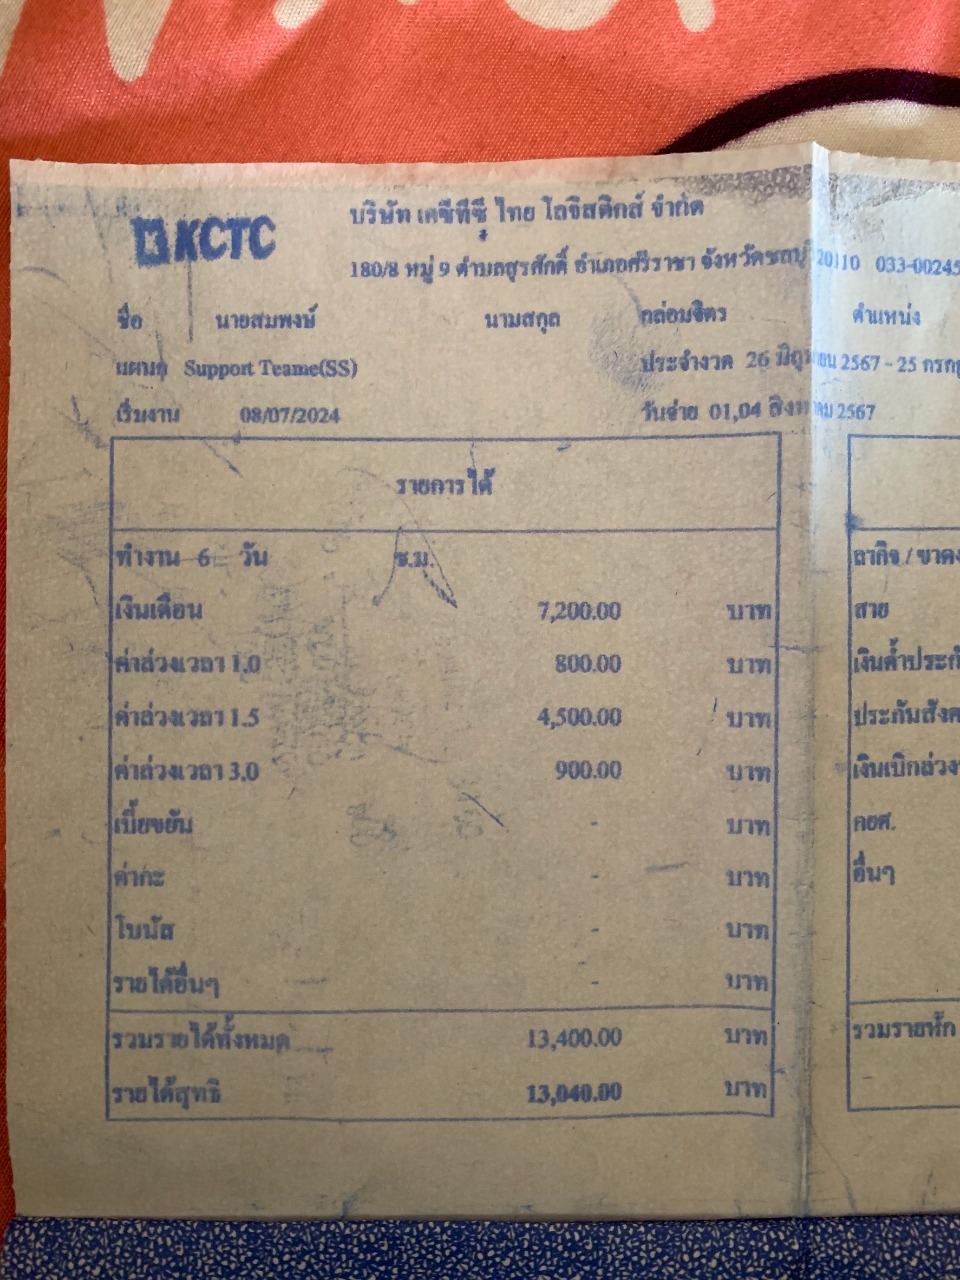 KCTC
บริษัท เคซีทีซี ไทย โลจิสติกส์ จำกัด
180/8 หมู่ 9 ตำบลสุรศักดิ์ อำเภอศรีราชา จังหวัดชลบุรี 20110 033-00245
ชื่อ นายสมพงษ์ นามสกุล กล่อมจิตร ตำแหน่ง
แผนก Support Teame(SS) ประจำงวด 26 มิถุนายน 2567 - 25 กรกฎ
เริ่มงาน 08/07/2024 วันจ่าย 01,04 สิงหาคม 2567
รายการได้
ทำงาน 6 วัน ช.ม. ลากิจ / ขาดง
เงินเดือน 7,200.00 บาท สาย
ค่าล่วงเวลา 1.0 800.00 บาท เงินค้ำประกั
ค่าล่วงเวลา 1.5 4,500.00 บาท ประกันสังค
ค่าล่วงเวลา 3.0 900.00 บาท เงินเบิกล่วง
เบี้ยขยัน - บาท กยศ.
ค่ากะ - บาท อื่นๆ
โบนัส - บาท
รายได้อื่นๆ - บาท
รวมรายได้ทั้งหมด 13,400.00 บาท รวมรายหัก
รายได้สุทธิ 13,040.00 บาท